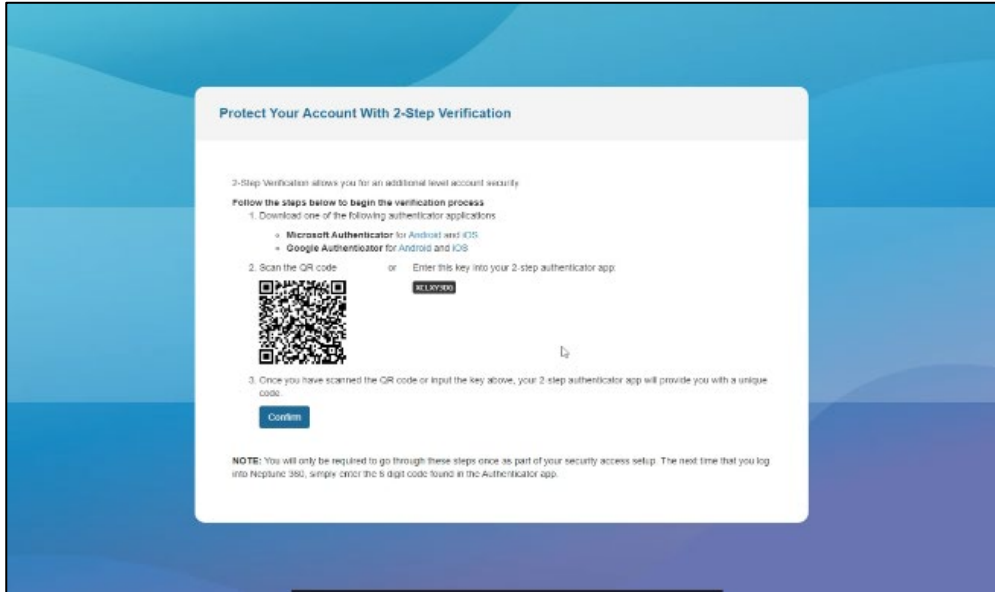 Protect Your Account With 2-Step Verification
2-Step Verification allows you for an additional level account security
Follow the steps below to begin the verification process
1. Download one of the following authenticator applications
Microsoft Authenticator for Android and iOS
Google Authenticator for Android and iOS
2. Scan the QR code or Enter this key into your 2-step authenticator app:
3. Once you have scanned the QR code or input the key above, your 2 step authenticator app will provide you with a unique
code.
Confirm
NOTE: You will only be required to go through these steps once as part of your security access setup. The next time that you log
into Neptune 360, simply enter the 6 digit code found in the Authenticator app.